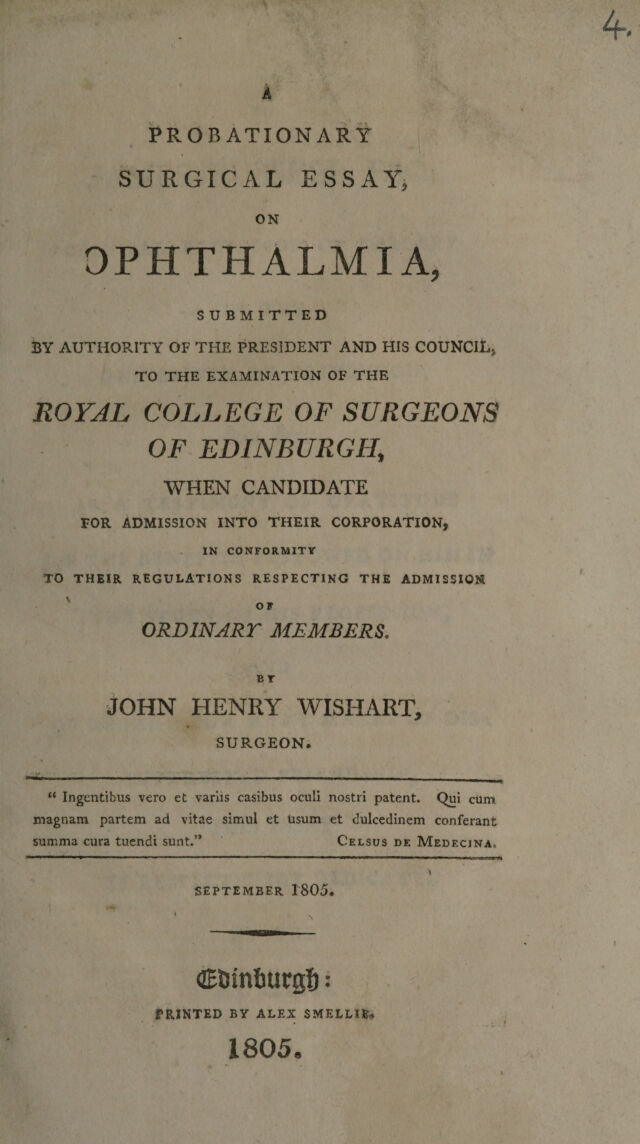 4.
A
PROBATIONARY
SURGICAL ESSAY,
ON
OPHTHALMIA,
SUBMITTED
BY AUTHORITY OF THE PRESIDENT AND HIS COUNCIL,
TO THE EXAMINATION OF THE
ROYAL COLLEGE OF SURGEONS
OF EDINBURGH,
WHEN CANDIDATE
FOR ADMISSION INTO THEIR CORPORATION,
IN CONFORMITY
TO THEIR REGULATIONS RESPECTING THE ADMISSION
OF
ORDINARY MEMBERS.
BY
JOHN HENRY WISHART,
SURGEON.
“ Ingentibus vero et variis casibus oculi nostri patent. Qui cum
magnam partem ad vitae simul et usum et dulcedinem conferant
summa cura tuendi sunt.” CELSUS DE MEDECINA.
SEPTEMBER 1805.
Edinburgh:
PRINTED BY ALEX SMELLIE.
1805.